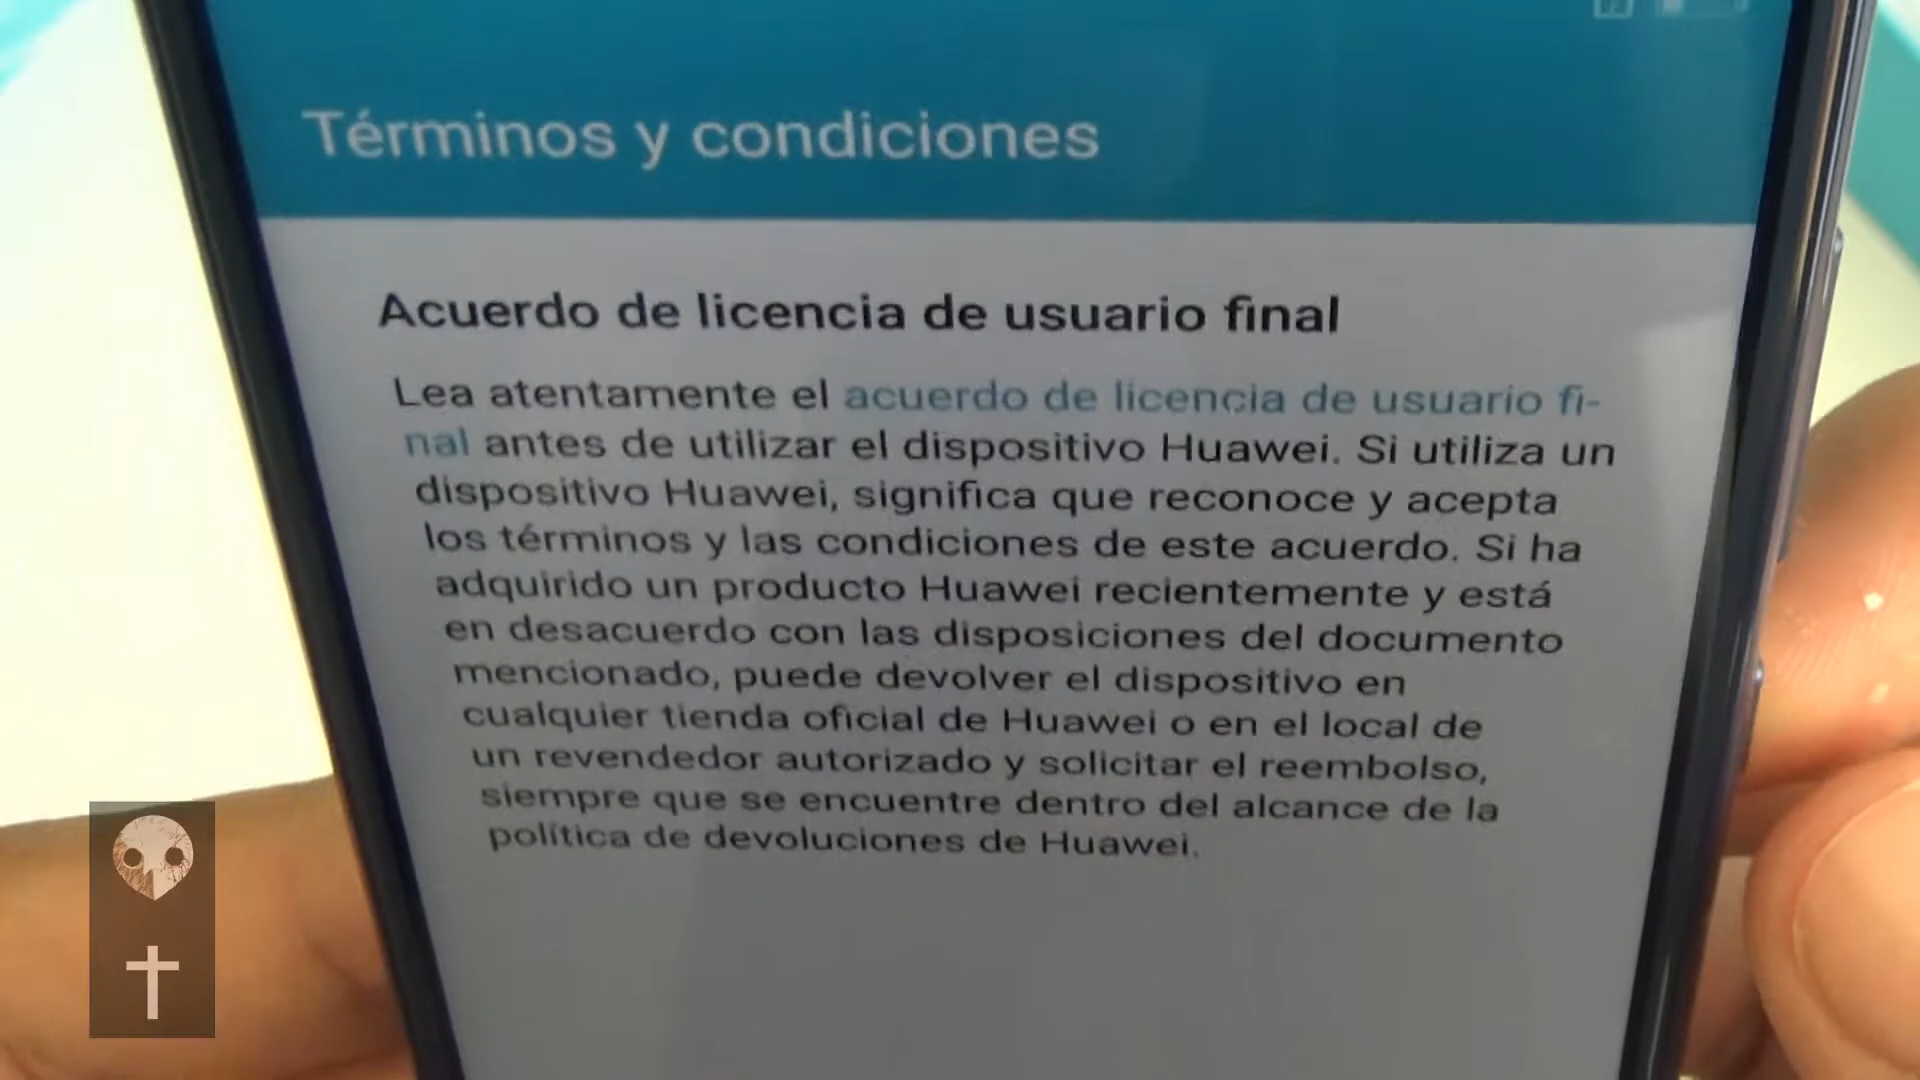 Términos y condiciones
Acuerdo de licencia de usuario final
Lea atentamente el acuerdo de licencia de usuario fi-
nal antes de utilizar el dispositivo Huawei. Si utiliza un
dispositivo Huawei, significa que reconoce y acepta
los términos y las condiciones de este acuerdo. Si ha
adquirido un producto Huawei recientemente y está
en desacuerdo con las disposiciones del documento
mencionado, puede devolver el dispositivo en
cualquier tienda oficial de Huawei o en el local de
un revendedor autorizado y solicitar el reembolso,
siempre que se encuentre dentro del alcance de la
política de devoluciones de Huawei.